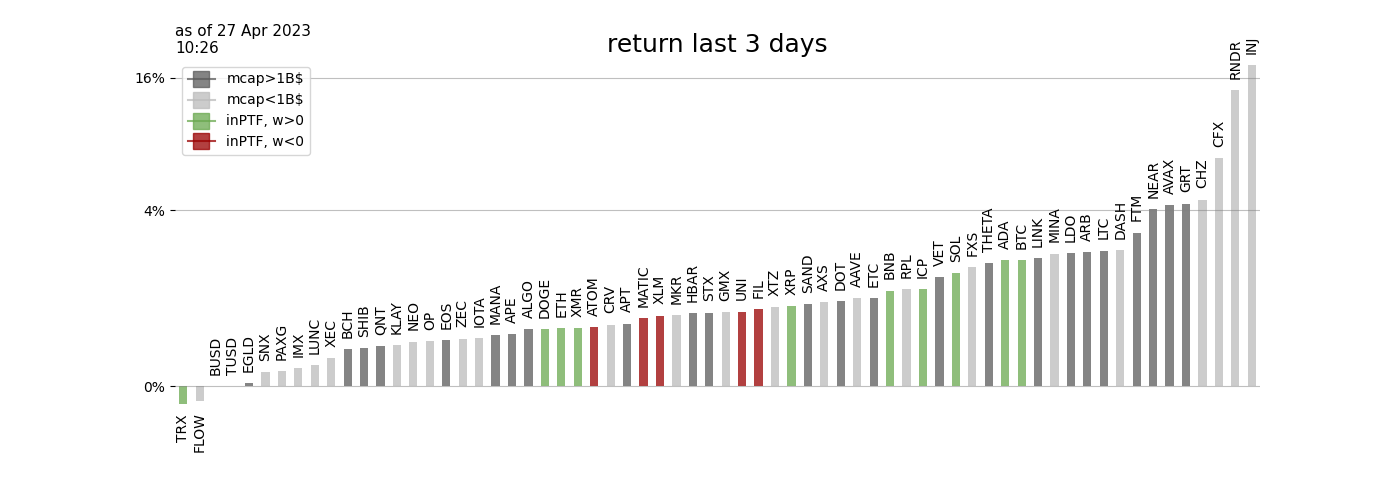 as of 27 Apr 2023
10:26
return last 3 days
mcap>1B$
mcap<1B$
inPTF, w>0
inPTF, w<0
16%
4%
0%
TRX
FLOW
BUSD
TUSD
EGLD
SNX
PAXG
IMX
LUNC
XEC
BCH
SHIB
QNT
KLAY
NEO
OP
EOS
ZEC
IOTA
MANA
APE
ALGO
DOGE
ETH
XMR
ATOM
CRV
APT
MATIC
XLM
MKR
HBAR
STX
GMX
UNI
FIL
XTZ
XRP
SAND
AXS
DOT
AAVE
ETC
BNB
RPL
ICP
VET
SOL
FXS
THETA
ADA
BTC
LINK
MINA
LDO
ARB
LTC
DASH
FTM
NEAR
AVAX
GRT
CHZ
CFX
RNDR
INJ